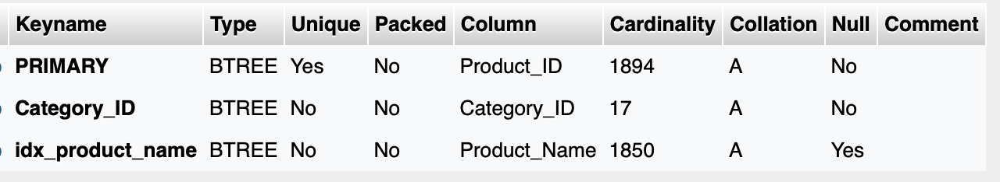 Keyname Type Unique Packed Column Cardinality Collation Null Comment
PRIMARY BTREE Yes No Product_ID 1894 A No
Category_ID BTREE No No Category_ID 17 A No
idx_product_name BTREE No No Product_Name 1850 A Yes